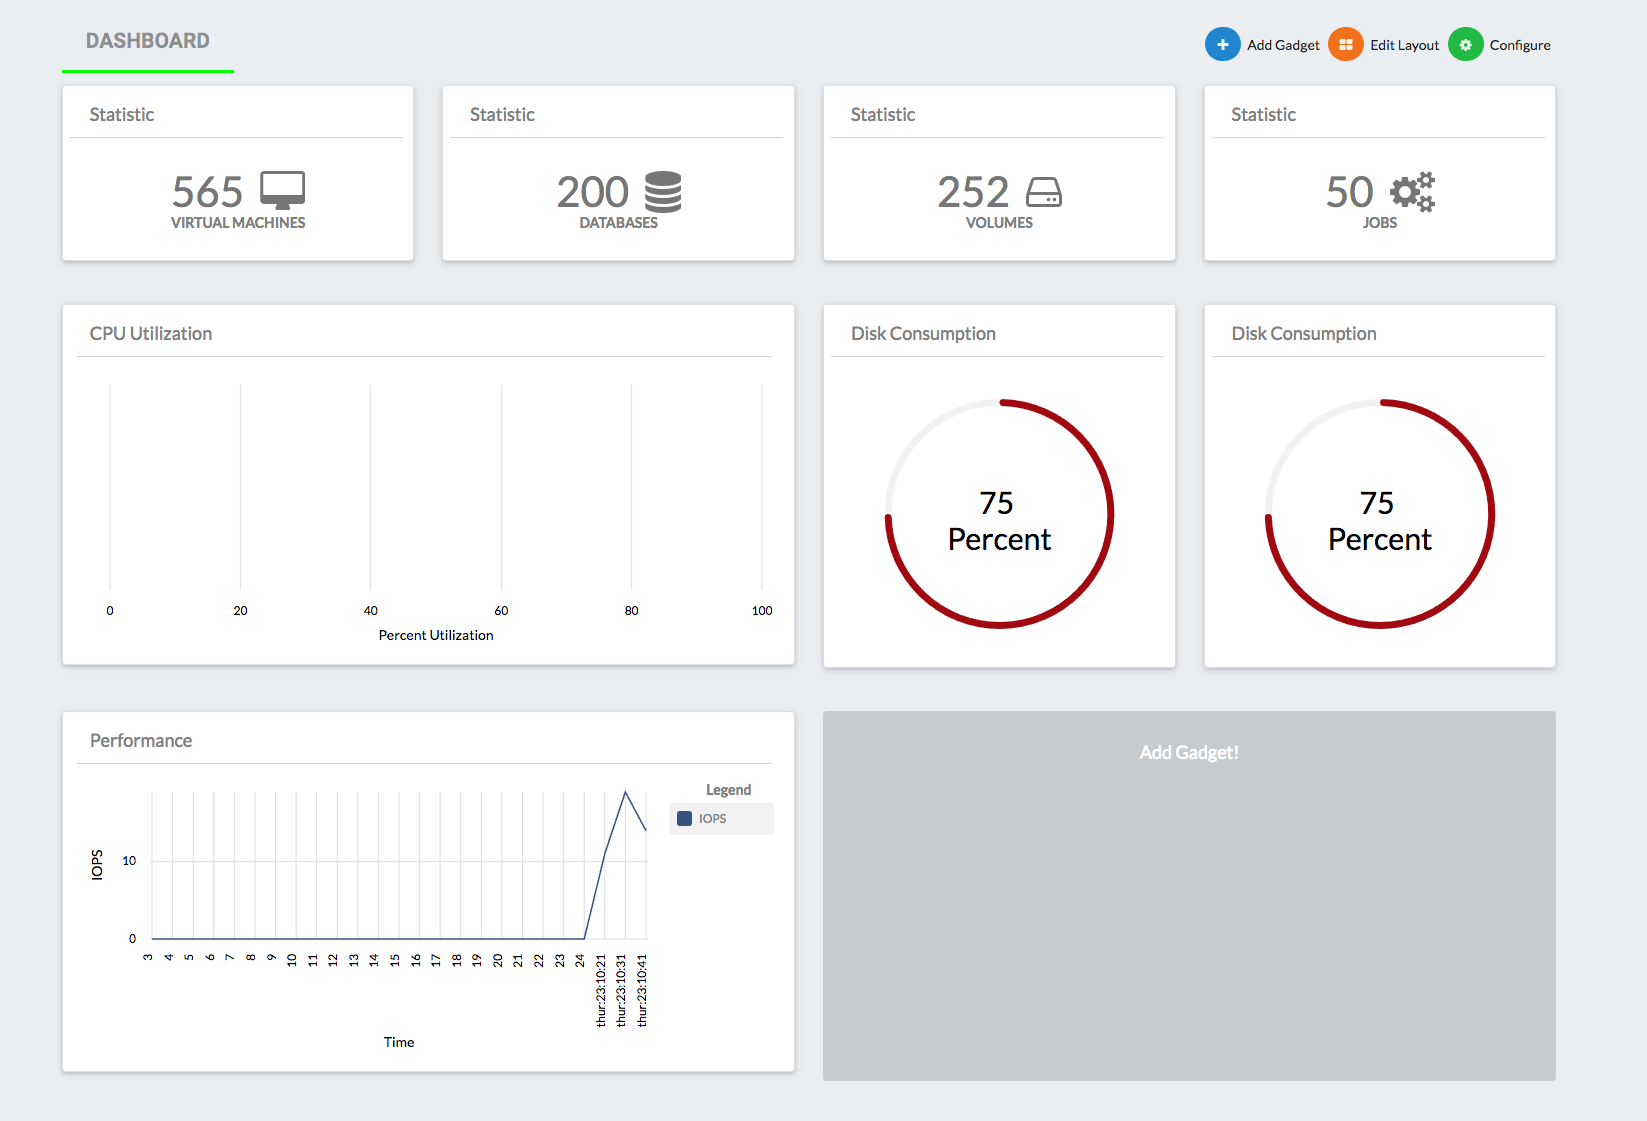 DASHBOARD
Add Gadget
Edit Layout
Configure
Statistic
565
VIRTUAL MACHINES
Statistic
200
DATABASES
Statistic
252
VOLUMES
Statistic
50
JOBS
CPU Utilization
0 20 40 60 80 100
Percent Utilization
Disk Consumption
75
Percent
Disk Consumption
75
Percent
Performance
Legend
IOPS
IOPS
10
0
3 4 5 6 7 8 9 10 11 12 13 14 15 16 17 18 19 20 21 22 23 24 thur:23:10:21 thur:23:10:31 thur:23:10:41
Time
Add Gadget!